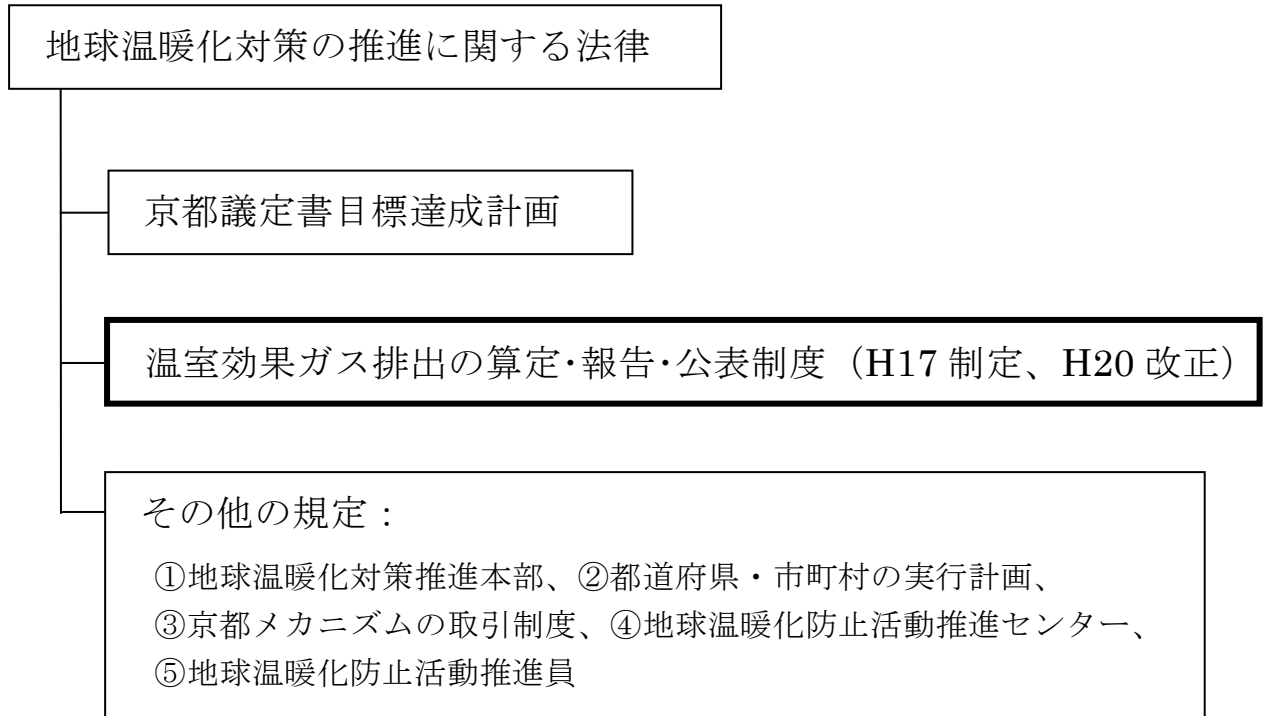 地球温暖化対策の推進に関する法律
京都議定書目標達成計画
温室効果ガス排出の算定･報告･公表制度（H17 制定、H20 改正）
その他の規定：
①地球温暖化対策推進本部、②都道府県・市町村の実行計画、
③京都メカニズムの取引制度、④地球温暖化防止活動推進センター、
⑤地球温暖化防止活動推進員